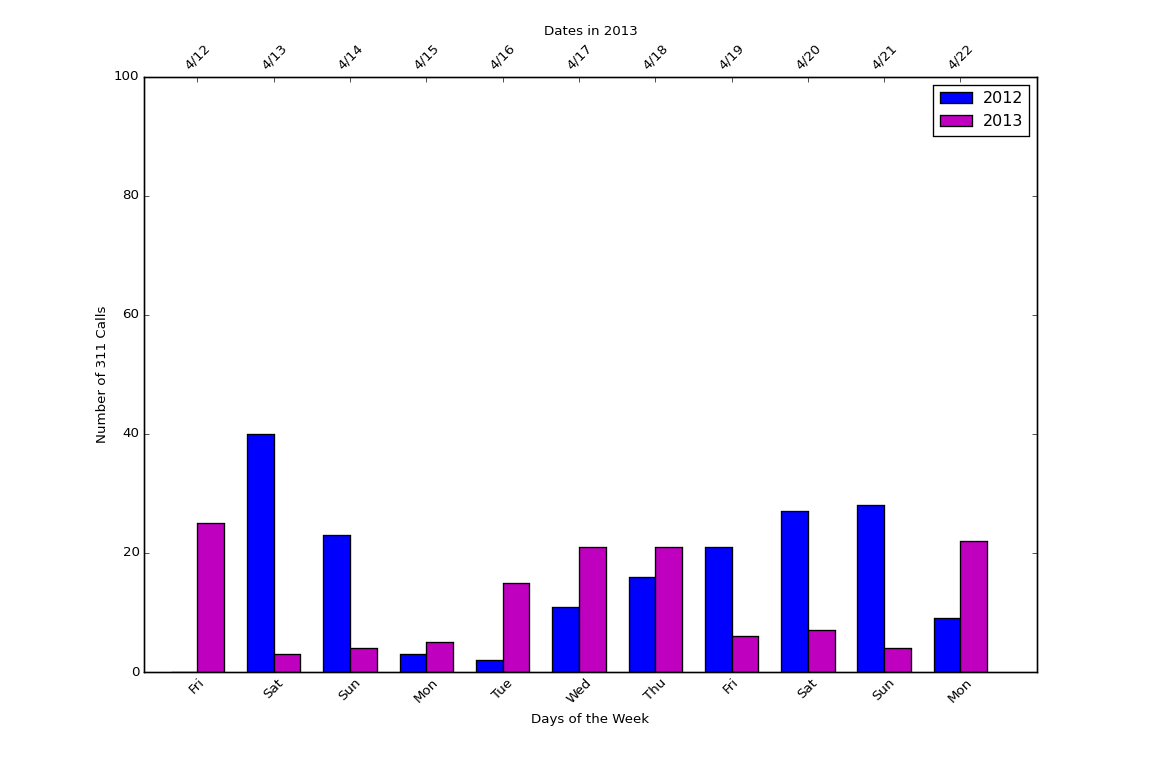 Dates in 2013
4/12 4/13 4/14 4/15 4/16 4/17 4/18 4/19 4/20 4/21 4/22
2012
2013
100
80
60
40
20
0
Number of 311 Calls
Fri Sat Sun Mon Tue Wed Thu Fri Sat Sun Mon
Days of the Week